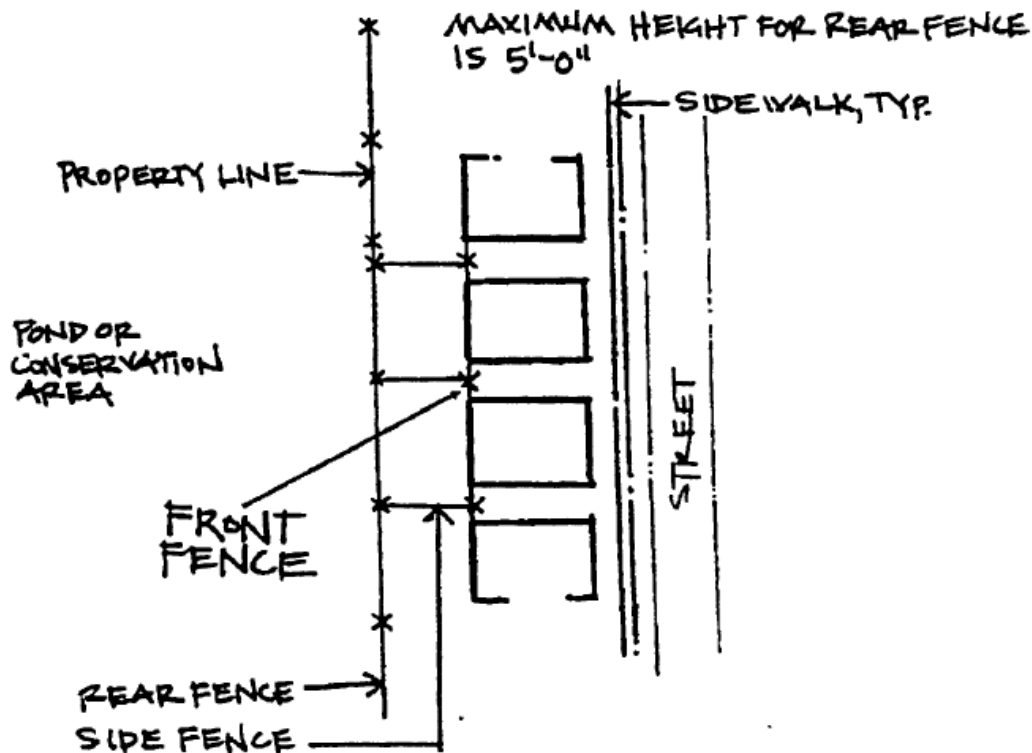 MAXIMUM HEIGHT FOR REAR FENCE
IS 5'-0"
SIDEWALK, TYP.
PROPERTY LINE
POND OR
CONSERVATION
AREA
STREET
FRONT
FENCE
REAR FENCE
SIDE FENCE